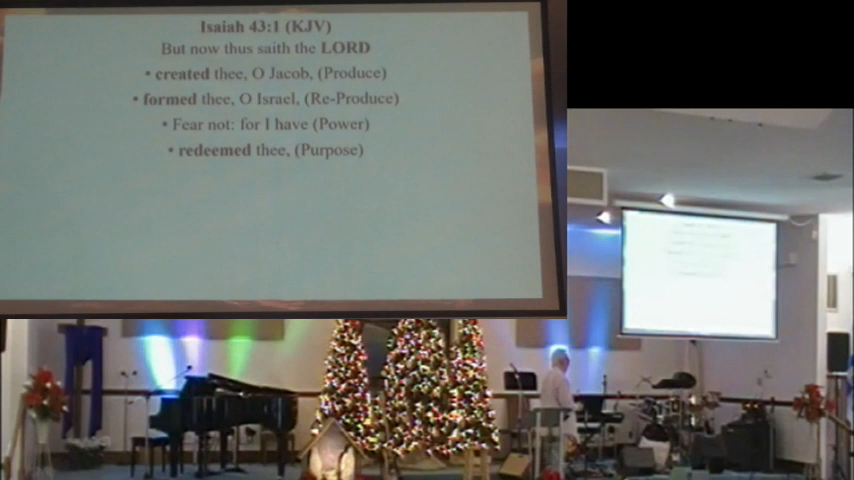 Isaiah 43:1 (KJV)
But now thus saith the LORD
• created thee, O Jacob, (Produce)
• formed thee, O Israel, (Re-Produce)
• Fear not: for I have (Power)
• redeemed thee, (Purpose)